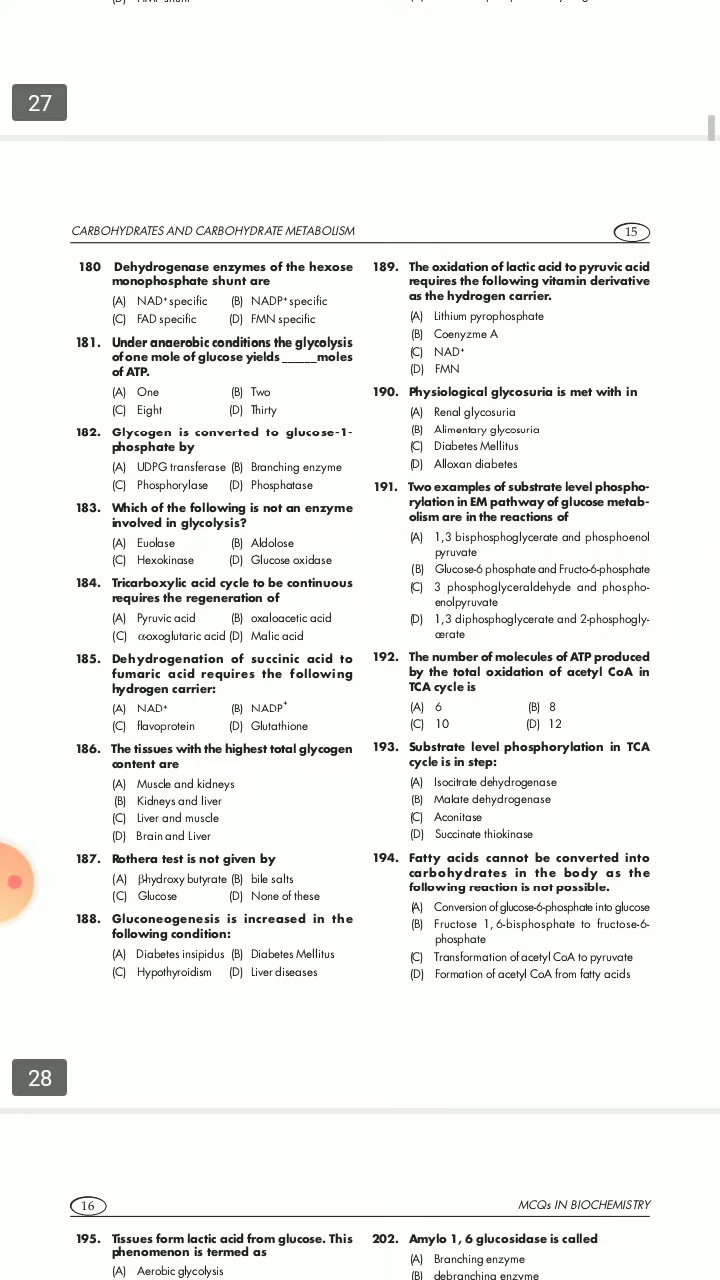 27
CARBOHYDRATES AND CARBOHYDRATE METABOLISM
15
180 Dehydrogenase enzymes of the hexose
monophosphate shunt are
(A) NAD+ specific (B) NADP+ specific
(C) FAD specific (D) FMN specific
181. Under anaerobic conditions the glycolysis
of one mole of glucose yields ______moles
of ATP.
(A) One (B) Two
(C) Eight (D) Thirty
182. Glycogen is converted to glucose-1-
phosphate by
(A) UDPG transferase (B) Branching enzyme
(C) Phosphorylase (D) Phosphatase
183. Which of the following is not an enzyme
involved in glycolysis?
(A) Euolase (B) Aldolose
(C) Hexokinase (D) Glucose oxidase
184. Tricarboxylic acid cycle to be continuous
requires the regeneration of
(A) Pyruvic acid (B) oxaloacetic acid
(C) α-oxoglutaric acid (D) Malic acid
185. Dehydrogenation of succinic acid to
fumaric acid requires the following
hydrogen carrier:
(A) NAD+ (B) NADP+
(C) flavoprotein (D) Glutathione
186. The tissues with the highest total glycogen
content are
(A) Muscle and kidneys
(B) Kidneys and liver
(C) Liver and muscle
(D) Brain and Liver
187. Rothera test is not given by
(A) β-hydroxy butyrate (B) bile salts
(C) Glucose (D) None of these
188. Gluconeogenesis is increased in the
following condition:
(A) Diabetes insipidus (B) Diabetes Mellitus
(C) Hypothyroidism (D) Liver diseases
189. The oxidation of lactic acid to pyruvic acid
requires the following vitamin derivative
as the hydrogen carrier.
(A) Lithium pyrophosphate
(B) Coenyzme A
(C) NAD+
(D) FMN
190. Physiological glycosuria is met with in
(A) Renal glycosuria
(B) Alimentary glycosuria
(C) Diabetes Mellitus
(D) Alloxan diabetes
191. Two examples of substrate level phospho-
rylation in EM pathway of glucose metab-
olism are in the reactions of
(A) 1,3 bisphosphoglycerate and phosphoenol
pyruvate
(B) Glucose-6 phosphate and Fructo-6-phosphate
(C) 3 phosphoglyceraldehyde and phospho-
enolpyruvate
(D) 1,3 diphosphoglycerate and 2-phosphogly-
cerate
192. The number of molecules of ATP produced
by the total oxidation of acetyl CoA in
TCA cycle is
(A) 6 (B) 8
(C) 10 (D) 12
193. Substrate level phosphorylation in TCA
cycle is in step:
(A) Isocitrate dehydrogenase
(B) Malate dehydrogenase
(C) Aconitase
(D) Succinate thiokinase
194. Fatty acids cannot be converted into
carbohydrates in the body as the
following reaction is not possible.
(A) Conversion of glucose-6-phosphate into glucose
(B) Fructose 1, 6-bisphosphate to fructose-6-
phosphate
(C) Transformation of acetyl CoA to pyruvate
(D) Formation of acetyl CoA from fatty acids
28
16
MCQs IN BIOCHEMISTRY
195. Tissues form lactic acid from glucose. This
phenomenon is termed as
(A) Aerobic glycolysis
202. Amylo 1, 6 glucosidase is called
(A) Branching enzyme
(B) debranching enzyme